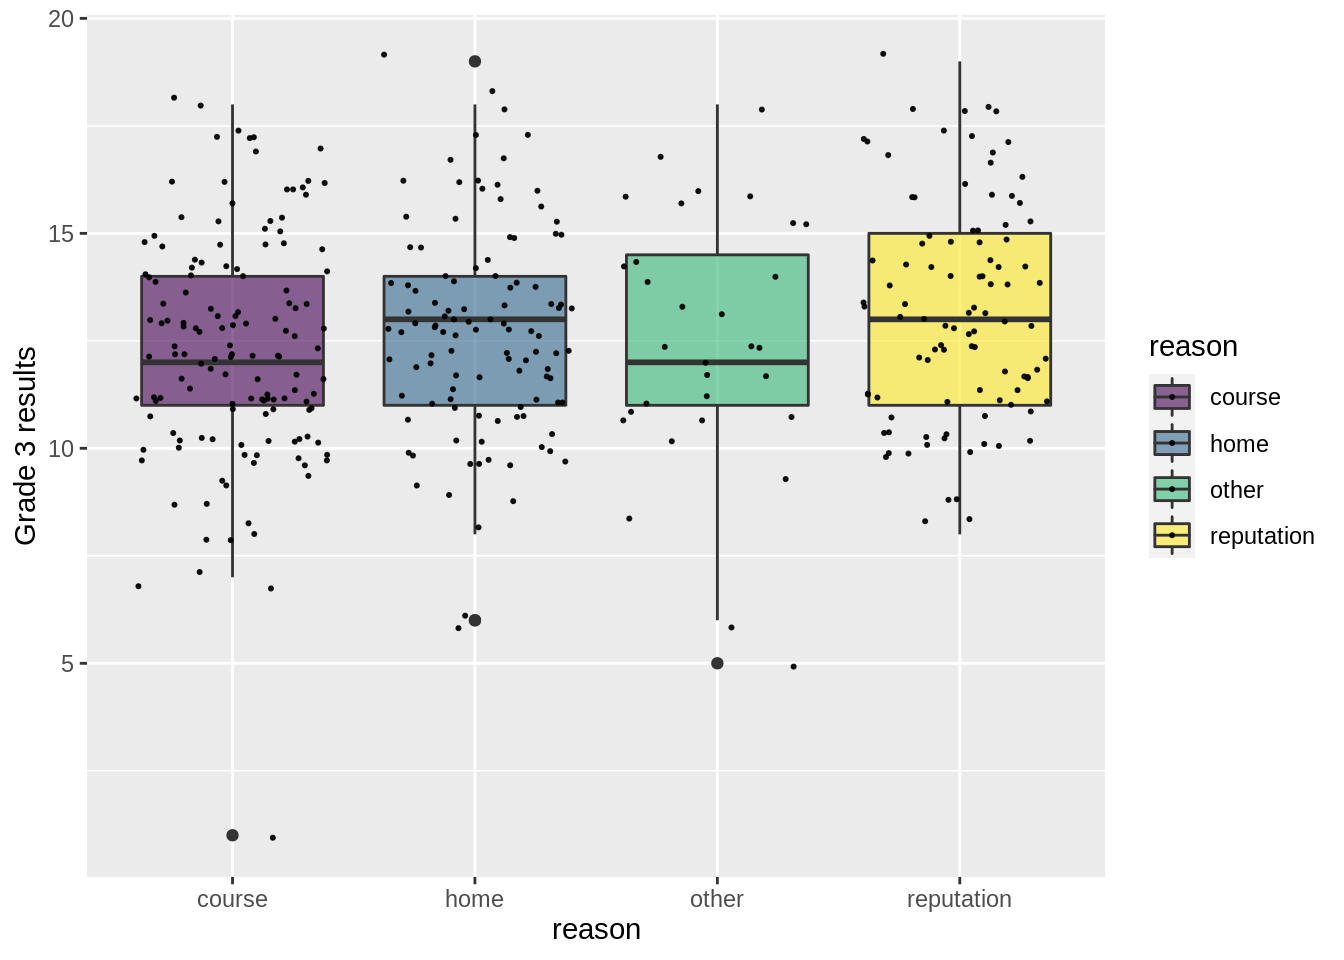 20
15
10
5
Grade 3 results
course
home
other
reputation
reason
reason
course
home
other
reputation